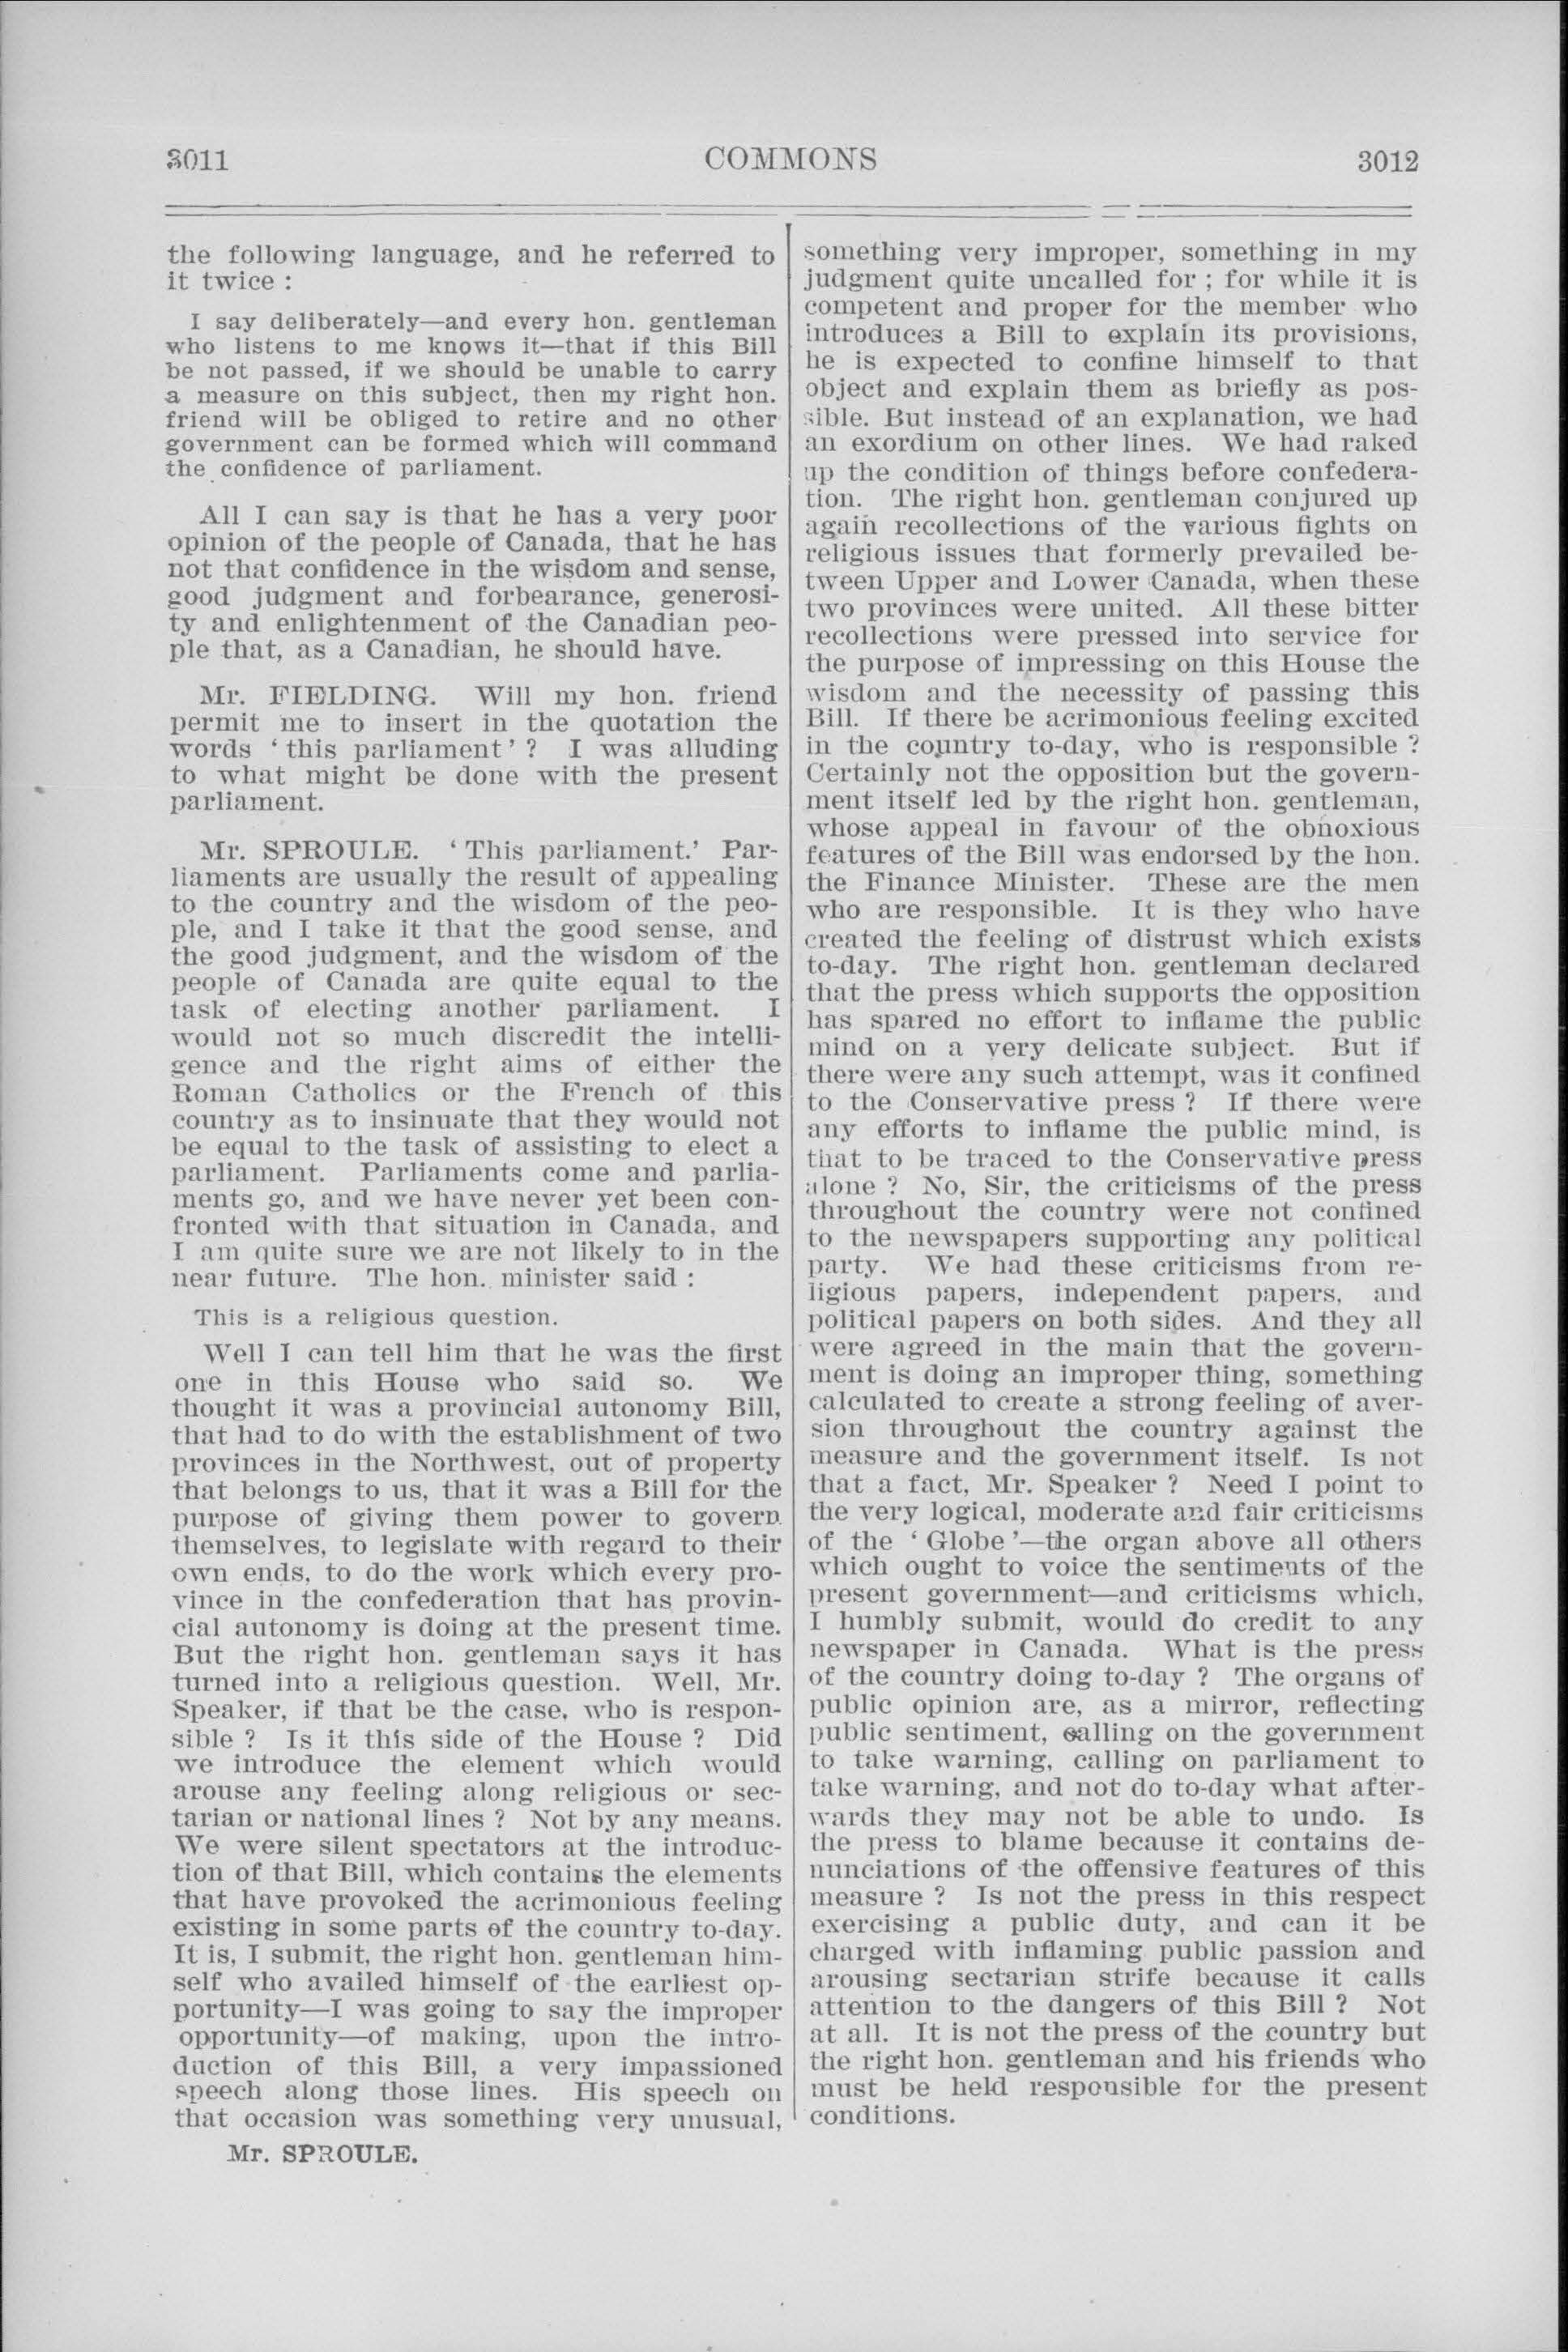 3011 COMMONS 3012
the following language, and he referred to
it twice :
I say deliberately—and every hon. gentleman
who listens to me knows it—that if this Bill
be not passed, if we should be unable to carry
a measure on this subject, then my right hon.
friend will be obliged to retire and no other
government can be formed which will command
the confidence of parliament.
All I can say is that he has a very poor
opinion of the people of Canada, that he has
not that confidence in the wisdom and sense,
good judgment and forbearance, generosi-
ty and enlightenment of the Canadian peo-
ple that, as a Canadian, he should have.
Mr. FIELDING. Will my hon. friend
permit me to insert in the quotation the
words ‘ this parliament ’ ? I was alluding
to what might be done with the present
parliament.
Mr. SPROULE. ‘ This parliament.’ Par-
liaments are usually the result of appealing
to the country and the wisdom of the peo-
ple, and I take it that the good sense, and
the good judgment, and the wisdom of the
people of Canada are quite equal to the
task of electing another parliament. I
would not so much discredit the intelli-
gence and the right aims of either the
Roman Catholics or the French of this
country as to insinuate that they would not
be equal to the task of assisting to elect a
parliament. Parliaments come and parlia-
ments go, and we have never yet been con-
fronted with that situation in Canada, and
I am quite sure we are not likely to in the
near future. The hon. minister said :
This is a religious question.
Well I can tell him that he was the first
one in this House who said so. We
thought it was a provincial autonomy Bill,
that had to do with the establishment of two
provinces in the Northwest, out of property
that belongs to us, that it was a Bill for the
purpose of giving them power to govern
themselves, to legislate with regard to their
own ends, to do the work which every pro-
vince in the confederation that has provin-
cial autonomy is doing at the present time.
But the right hon. gentleman says it has
turned into a religious question. Well, Mr.
Speaker, if that be the case, who is respon-
sible ? Is it this side of the House ? Did
we introduce the element which would
arouse any feeling along religious or sec-
tarian or national lines ? Not by any means.
We were silent spectators at the introduc-
tion of that Bill, which contains the elements
that have provoked the acrimonious feeling
existing in some parts of the country to-day.
It is, I submit, the right hon. gentleman him-
self who availed himself of the earliest op-
portunity—I was going to say the improper
opportunity—of making, upon the intro-
duction of this Bill, a very impassioned
speech along those lines. His speech on
that occasion was something very unusual,
Mr. SPROULE.
something very improper, something in my
judgment quite uncalled for ; for while it is
competent and proper for the member who
introduces a Bill to explain its provisions,
he is expected to confine himself to that
object and explain them as briefly as pos-
sible. But instead of an explanation, we had
an exordium on other lines. We had raked
up the condition of things before confedera-
tion. The right hon. gentleman conjured up
again recollections of the various fights on
religious issues that formerly prevailed be-
tween Upper and Lower Canada, when these
two provinces were united. All these bitter
recollections were pressed into service for
the purpose of impressing on this House the
wisdom and the necessity of passing this
Bill. If there be acrimonious feeling excited
in the country to-day, who is responsible ?
Certainly not the opposition but the govern-
ment itself led by the right hon. gentleman,
whose appeal in favour of the obnoxious
features of the Bill was endorsed by the hon.
the Finance Minister. These are the men
who are responsible. It is they who have
created the feeling of distrust which exists
to-day. The right hon. gentleman declared
that the press which supports the opposition
has spared no effort to inflame the public
mind on a very delicate subject. But if
there were any such attempt, was it confined
to the Conservative press ? If there were
any efforts to inflame the public mind, is
that to be traced to the Conservative press
alone ? No, Sir, the criticisms of the press
throughout the country were not confined
to the newspapers supporting any political
party. We had these criticisms from re-
ligious papers, independent papers, and
political papers on both sides. And they all
were agreed in the main that the govern-
ment is doing an improper thing, something
calculated to create a strong feeling of aver-
sion throughout the country against the
measure and the government itself. Is not
that a fact, Mr. Speaker ? Need I point to
the very logical, moderate and fair criticisms
of the ‘ Globe ’—the organ above all others
which ought to voice the sentiments of the
present government—and criticisms which,
I humbly submit, would do credit to any
newspaper in Canada. What is the press
of the country doing to-day ? The organs of
public opinion are, as a mirror, reflecting
public sentiment, calling on the government
to take warning, calling on parliament to
take warning, and not do to-day what after-
wards they may not be able to undo. Is
the press to blame because it contains de-
nunciations of the offensive features of this
measure ? Is not the press in this respect
exercising a public duty, and can it be
charged with inflaming public passion and
arousing sectarian strife because it calls
attention to the dangers of this Bill ? Not
at all. It is not the press of the country but
the right hon. gentleman and his friends who
must be held responsible for the present
conditions.